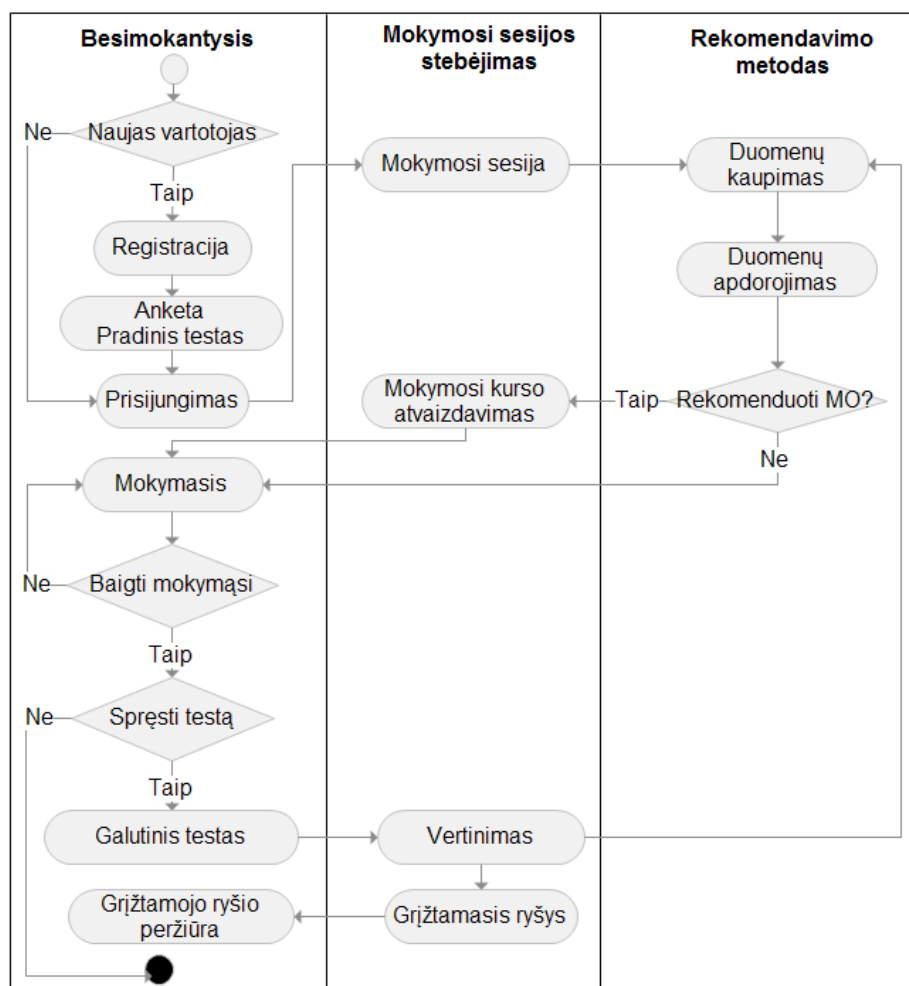 Besimokantysis
Mokymosi sesijos
stebėjimas
Rekomendavimo
metodas
Ne
Naujas vartotojas
Taip
Mokymosi sesija
Duomenų
kaupimas
Registracija
Duomenų
apdorojimas
Anketa
Pradinis testas
Prisijungimas
Mokymosi kurso
atvaizdavimas
Taip
Rekomenduoti MO?
Ne
Mokymasis
Ne
Baigti mokymąsi
Taip
Ne
Spręsti testą
Taip
Galutinis testas
Vertinimas
Grįžtamojo ryšio
peržiūra
Grįžtamasis ryšys